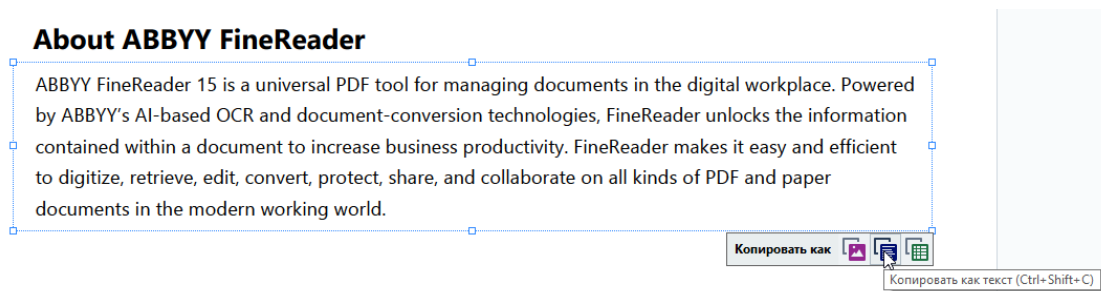 About ABBYY FineReader
ABBYY FineReader 15 is a universal PDF tool for managing documents in the digital workplace. Powered
by ABBYY’s AI-based OCR and document-conversion technologies, FineReader unlocks the information
contained within a document to increase business productivity. FineReader makes it easy and efficient
to digitize, retrieve, edit, convert, protect, share, and collaborate on all kinds of PDF and paper
documents in the modern working world.
Копировать как
Копировать как текст (Ctrl+Shift+C)